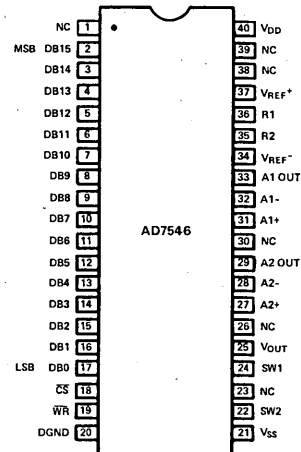 NC 1 40 VDD
MSB DB15 2 39 NC
DB14 3 38 NC
DB13 4 37 VREF+
DB12 5 36 R1
DB11 6 35 R2
DB10 7 34 VREF-
DB9 8 33 A1 OUT
DB8 9 32 A1-
DB7 10 31 A1+
DB6 11 AD7546 30 NC
DB5 12 29 A2 OUT
DB4 13 28 A2-
DB3 14 27 A2+
DB2 15 26 NC
DB1 16 25 VOUT
LSB DB0 17 24 SW1
C̅S̅ 18 23 NC
W̅R̅ 19 22 SW2
DGND 20 21 VSS